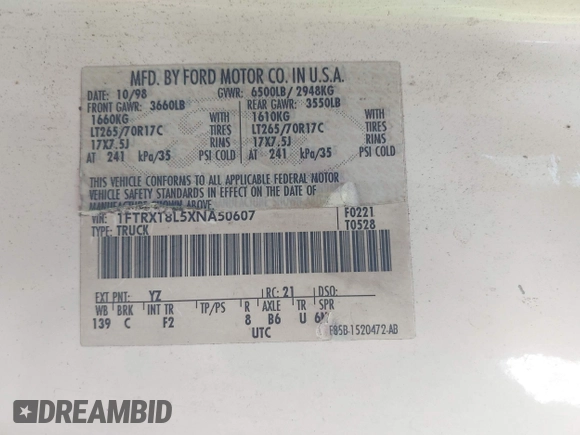 MFD. BY FORD MOTOR CO. IN U.S.A.
DATE: 10/98 GVWR: 6500LB/ 2948KG
FRONT GAWR: 3660LB REAR GAWR: 3550LB
1660KG WITH 1610KG WITH
LT265/70R17C TIRES LT265/70R17C TIRES
17X7.5J RIMS 17X7.5J RIMS
AT 241 kPa/35 PSI COLD AT 241 kPa/35 PSI COLD
THIS VEHICLE CONFORMS TO ALL APPLICABLE FEDERAL MOTOR
VEHICLE SAFETY STANDARDS IN EFFECT ON THE DATE OF
MANUFACTURE SHOWN ABOVE.
VIN: 1FTRX18L5XNA50607 F0221
TYPE: TRUCK T0528
EXT PNT: YZ RC: 21 DSO:
WB BRK INT TR TP/PS R AXLE TR SPR
139 C F2 8 B6 U
UTC F85B-1520472-AB
DREAMBID